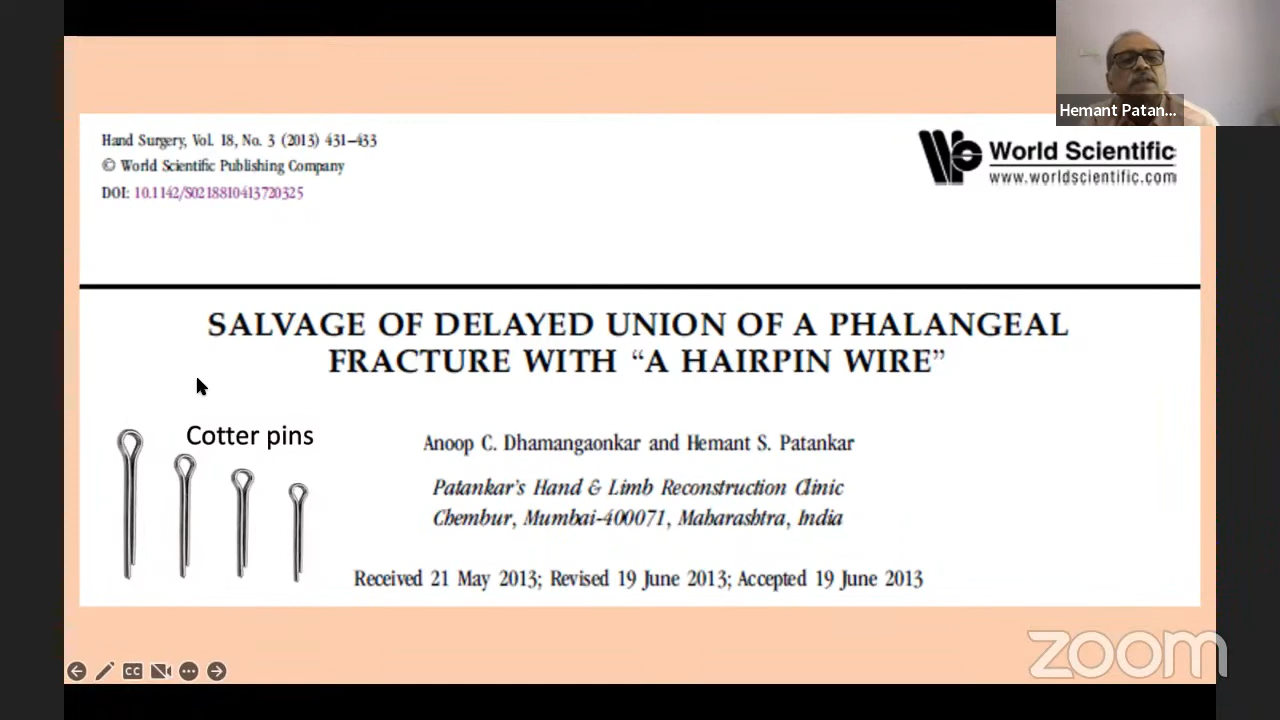 Hemant Patan...
Hand Surgery, Vol. 18, No. 3 (2013) 431–433
© World Scientific Publishing Company
DOI: 10.1142/S0218810413720325
World Scientific
www.worldscientific.com
SALVAGE OF DELAYED UNION OF A PHALANGEAL
FRACTURE WITH “A HAIRPIN WIRE”
Cotter pins
Anoop C. Dhamangaonkar and Hemant S. Patankar
Patankar's Hand & Limb Reconstruction Clinic
Chembur, Mumbai-400071, Maharashtra, India
Received 21 May 2013; Revised 19 June 2013; Accepted 19 June 2013
CC
zoom